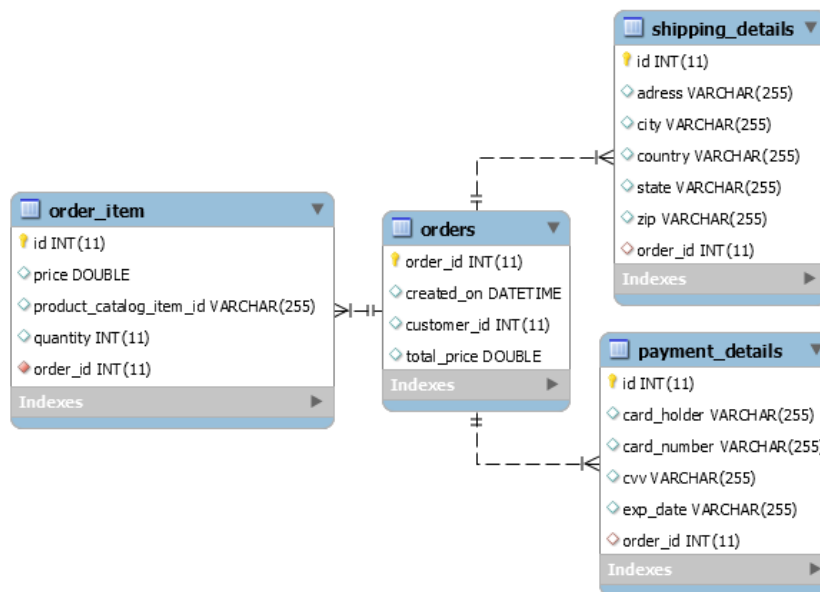 shipping_details
id INT(11)
adress VARCHAR(255)
city VARCHAR(255)
country VARCHAR(255)
state VARCHAR(255)
zip VARCHAR(255)
order_id INT(11)
Indexes
order_item
id INT(11)
price DOUBLE
product_catalog_item_id VARCHAR(255)
quantity INT(11)
order_id INT(11)
Indexes
orders
order_id INT(11)
created_on DATETIME
customer_id INT(11)
total_price DOUBLE
Indexes
payment_details
id INT(11)
card_holder VARCHAR(255)
card_number VARCHAR(255)
cvv VARCHAR(255)
exp_date VARCHAR(255)
order_id INT(11)
Indexes